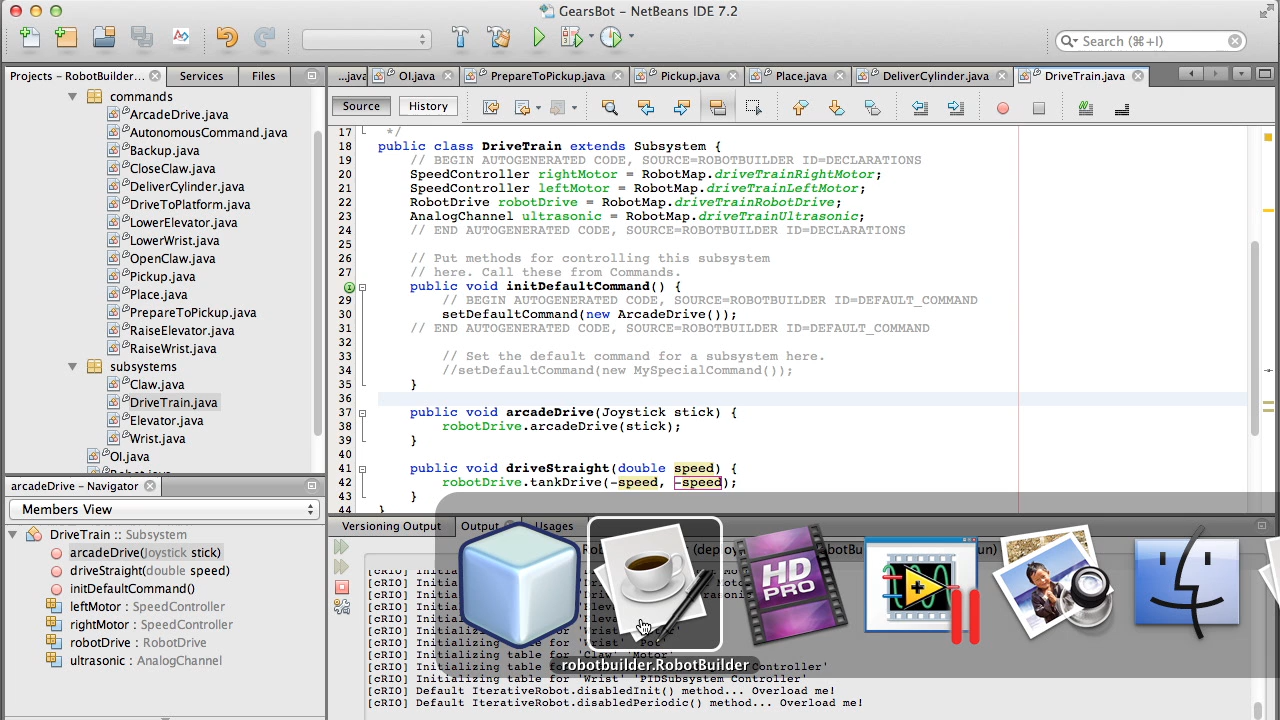 GearsBot – NetBeans IDE 7.2
Search (⌘+I)
Projects – RobotBuilder...
Services
Files
...java
OI.java
PrepareToPickup.java
Pickup.java
Place.java
DeliverCylinder.java
DriveTrain.java
Source
History
commands
ArcadeDrive.java
AutonomousCommand.java
Backup.java
CloseClaw.java
DeliverCylinder.java
DriveToPlatform.java
LowerElevator.java
LowerWrist.java
OpenClaw.java
Pickup.java
Place.java
PrepareToPickup.java
RaiseElevator.java
RaiseWrist.java
subsystems
Claw.java
DriveTrain.java
Elevator.java
Wrist.java
OI.java
17 */
18 public class DriveTrain extends Subsystem {
19 // BEGIN AUTOGENERATED CODE, SOURCE=ROBOTBUILDER ID=DECLARATIONS
20 SpeedController rightMotor = RobotMap.driveTrainRightMotor;
21 SpeedController leftMotor = RobotMap.driveTrainLeftMotor;
22 RobotDrive robotDrive = RobotMap.driveTrainRobotDrive;
23 AnalogChannel ultrasonic = RobotMap.driveTrainUltrasonic;
24 // END AUTOGENERATED CODE, SOURCE=ROBOTBUILDER ID=DECLARATIONS
25
26 // Put methods for controlling this subsystem
27 // here. Call these from Commands.
28 public void initDefaultCommand() {
29 // BEGIN AUTOGENERATED CODE, SOURCE=ROBOTBUILDER ID=DEFAULT_COMMAND
30 setDefaultCommand(new ArcadeDrive());
31 // END AUTOGENERATED CODE, SOURCE=ROBOTBUILDER ID=DEFAULT_COMMAND
32
33 // Set the default command for a subsystem here.
34 //setDefaultCommand(new MySpecialCommand());
35 }
36
37 public void arcadeDrive(Joystick stick) {
38 robotDrive.arcadeDrive(stick);
39 }
40
41 public void driveStraight(double speed) {
42 robotDrive.tankDrive(-speed, -speed);
43 }
44 }
arcadeDrive – Navigator
Members View
DriveTrain :: Subsystem
arcadeDrive(Joystick stick)
driveStraight(double speed)
initDefaultCommand()
leftMotor : SpeedController
rightMotor : SpeedController
robotDrive : RobotDrive
ultrasonic : AnalogChannel
Versioning Output
Output
Usages
HD
PRO
robotbuilder.RobotBuilder
[cRIO] Initializing table for 'Wrist' 'PIDSubsystem Controller'
[cRIO] Default IterativeRobot.disabledInit() method... Overload me!
[cRIO] Default IterativeRobot.disabledPeriodic() method... Overload me!